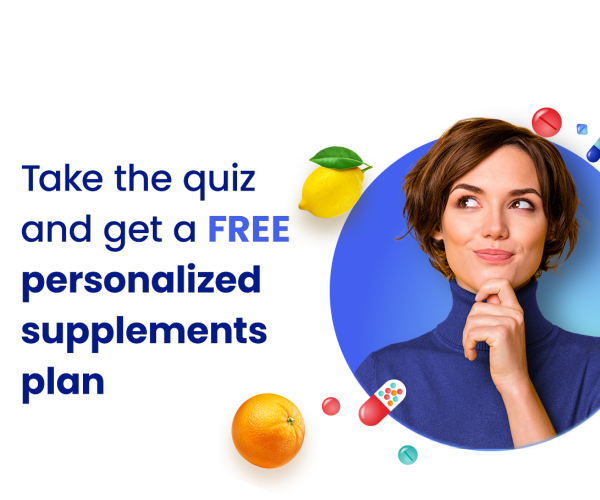 Take the quiz
and get a FREE
personalized
supplements
plan